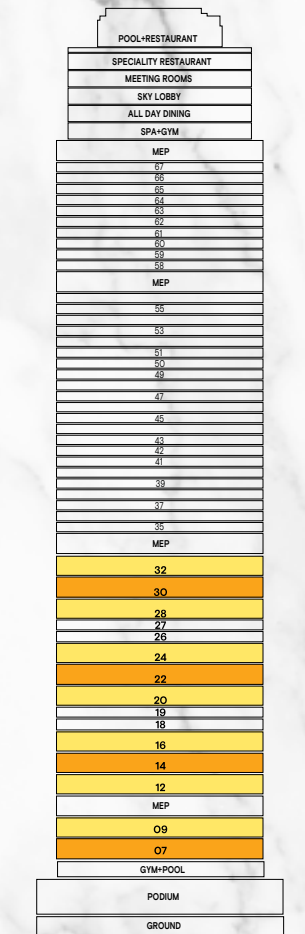 POOL+RESTAURANT
SPECIALITY RESTAURANT
MEETING ROOMS
SKY LOBBY
ALL DAY DINING
SPA+GYM
MEP
67
66
65
64
63
62
61
60
59
58
MEP
55
53
51
50
49
47
45
43
42
41
39
37
35
MEP
32
30
28
27
26
24
22
20
19
18
16
14
12
MEP
09
07
GYM+POOL
PODIUM
GROUND